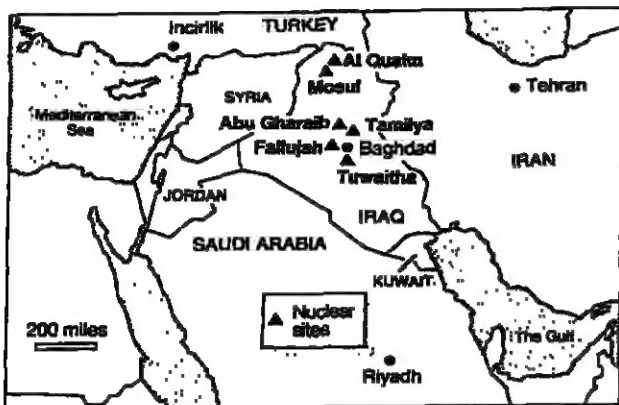 Incirlik
TURKEY
Al Quaim
Mosul
Tehran
Mediterranean
Sea
SYRIA
Abu Gharaib
Tamilya
Fallujah
Baghdad
Tuwaitha
IRAN
JORDAN
IRAQ
SAUDI ARABIA
KUWAIT
200 miles
Nuclear
sites
The Gulf
Riyadh